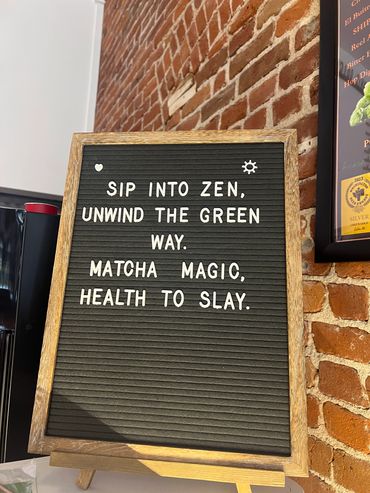 SIP INTO ZEN,
UNWIND THE GREEN
WAY.
MATCHA MAGIC,
HEALTH TO SLAY.